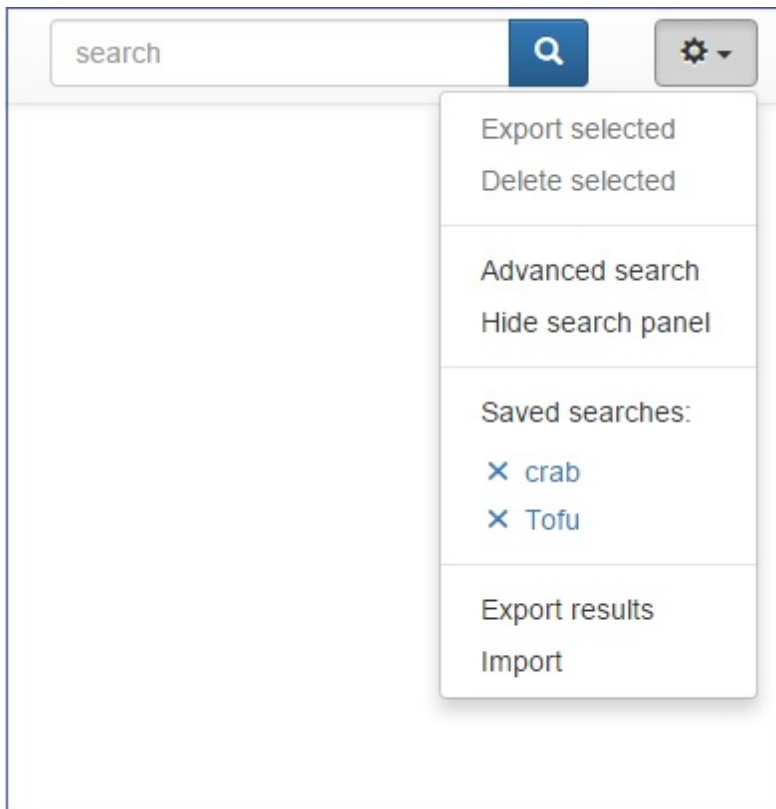 search
Export selected
Delete selected
Advanced search
Hide search panel
Saved searches:
crab
Tofu
Export results
Import